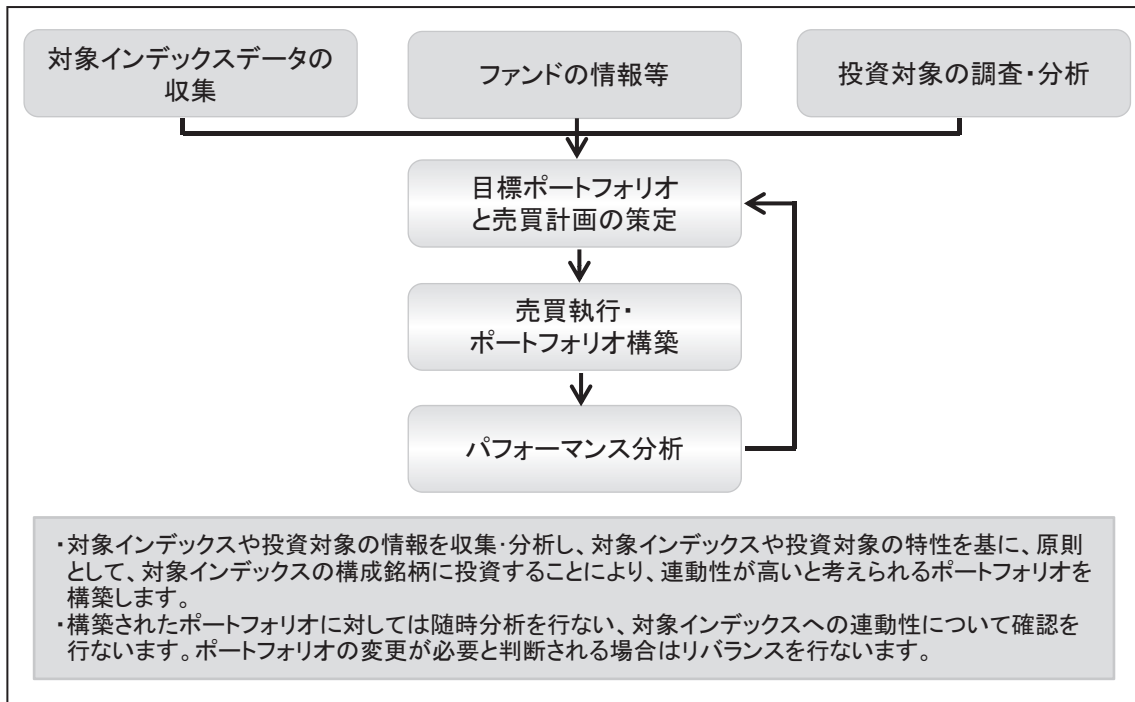 対象インデックスデータの
収集
ファンドの情報等
投資対象の調査・分析
目標ポートフォリオ
と売買計画の策定
売買執行・
ポートフォリオ構築
パフォーマンス分析
・対象インデックスや投資対象の情報を収集・分析し、対象インデックスや投資対象の特性を基に、原則
として、対象インデックスの構成銘柄に投資することにより、連動性が高いと考えられるポートフォリオを
構築します。
・構築されたポートフォリオに対しては随時分析を行ない、対象インデックスへの連動性について確認を
行ないます。ポートフォリオの変更が必要と判断される場合はリバランスを行ないます。